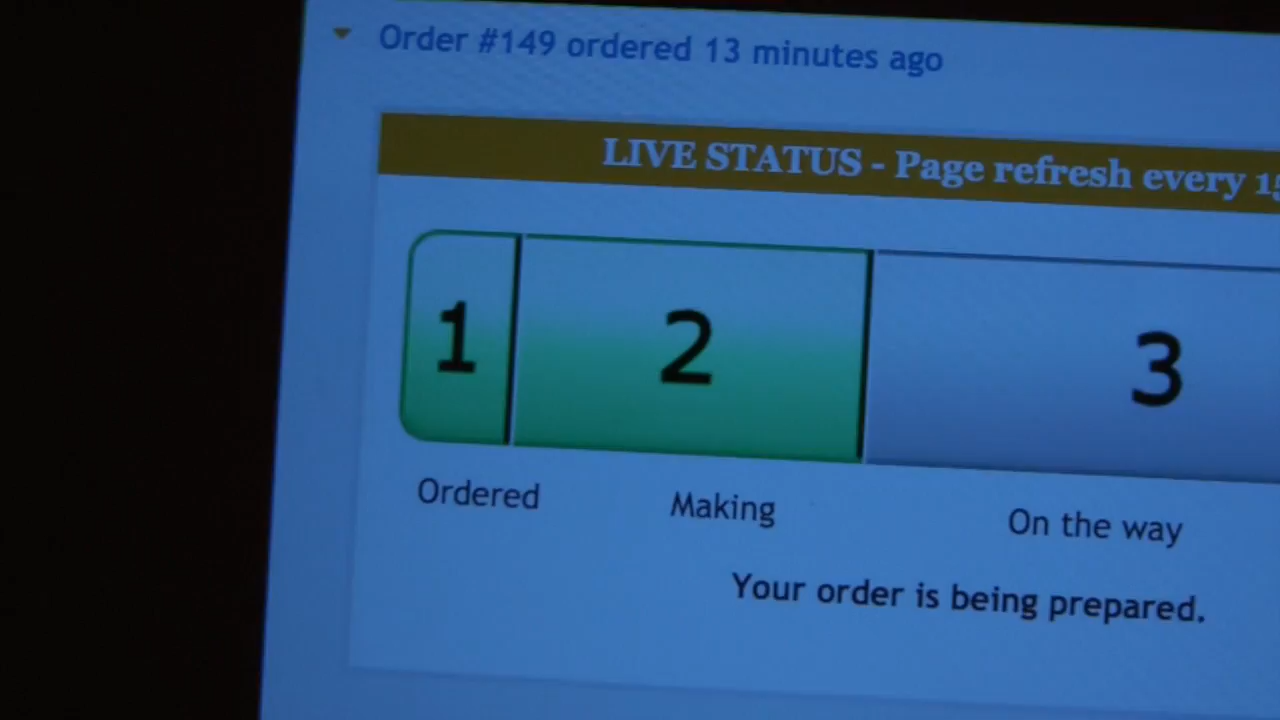 Order #149 ordered 13 minutes ago
LIVE STATUS - Page refresh every
1 2 3
Ordered Making On the way
Your order is being prepared.